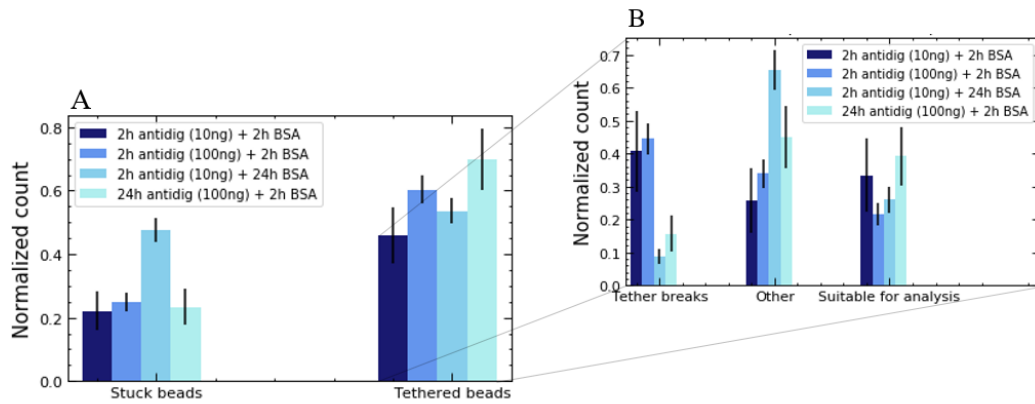 A
Normalized count
0.8
0.6
0.4
0.2
0.0
2h antidig (10ng) + 2h BSA
2h antidig (100ng) + 2h BSA
2h antidig (10ng) + 24h BSA
24h antidig (100ng) + 2h BSA
Stuck beads
Tethered beads
B
Normalized count
0.7
0.6
0.5
0.4
0.3
0.2
0.1
0.0
2h antidig (10ng) + 2h BSA
2h antidig (100ng) + 2h BSA
2h antidig (10ng) + 24h BSA
24h antidig (100ng) + 2h BSA
Tether breaks
Other
Suitable for analysis